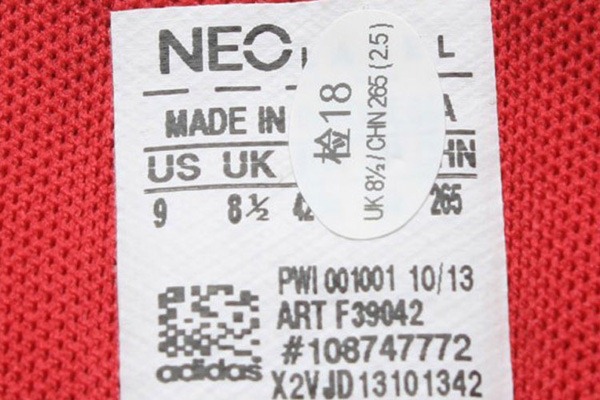 NEO
MADE IN
US UK
9 8½ 42 265
检18
UK 8½ / CHN 265 ( 2.5 )
PWI 001001 10/13
ART F39042
#108747772
X2VJD13101342
adidas